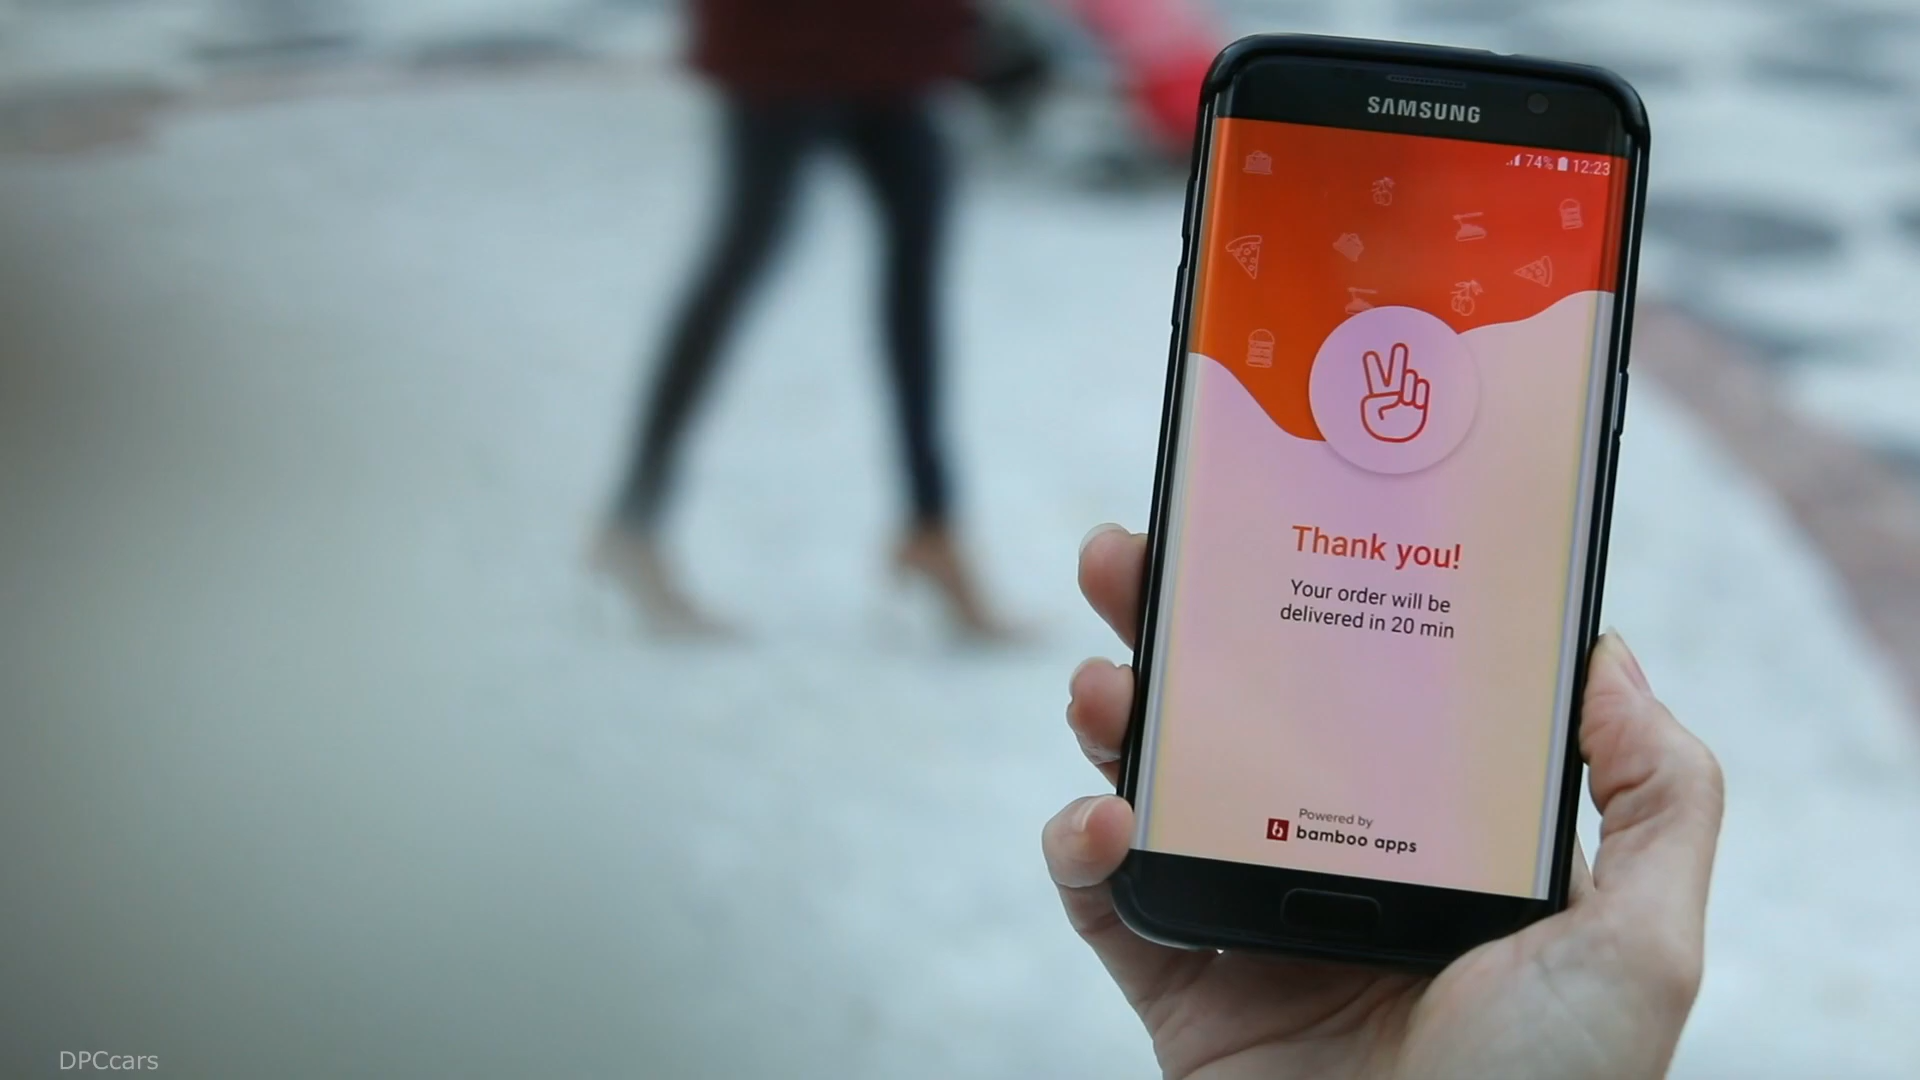 SAMSUNG
74% 12:23
Thank you!
Your order will be
delivered in 20 min
Powered by
bamboo apps
DPCcars